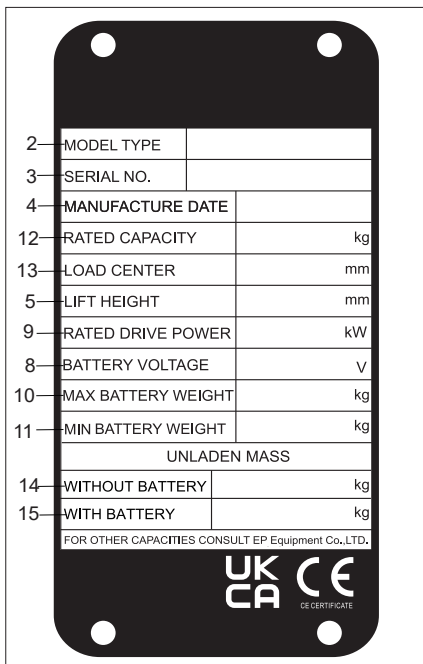 2 MODEL TYPE
3 SERIAL NO.
4 MANUFACTURE DATE
12 RATED CAPACITY kg
13 LOAD CENTER mm
5 LIFT HEIGHT mm
9 RATED DRIVE POWER kW
8 BATTERY VOLTAGE V
10 MAX BATTERY WEIGHT kg
11 MIN BATTERY WEIGHT kg
UNLADEN MASS
14 WITHOUT BATTERY kg
15 WITH BATTERY kg
FOR OTHER CAPACITIES CONSULT EP Equipment Co.,LTD.
UK
CA
CE
CE CERTIFICATE